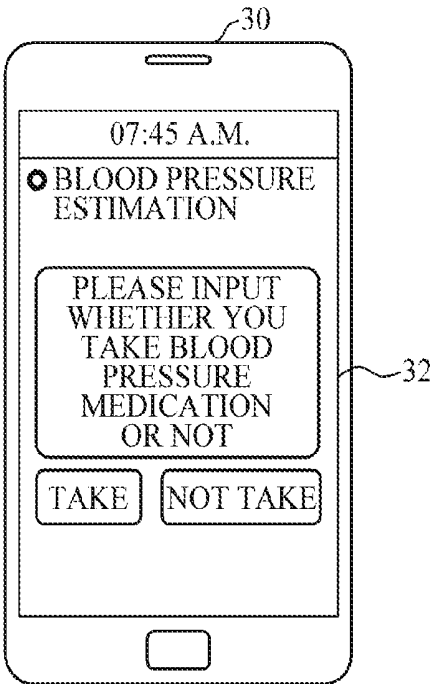 30
07:45 A.M.
BLOOD PRESSURE
ESTIMATION
PLEASE INPUT
WHETHER YOU
TAKE BLOOD
PRESSURE
MEDICATION
OR NOT
32
TAKE
NOT TAKE